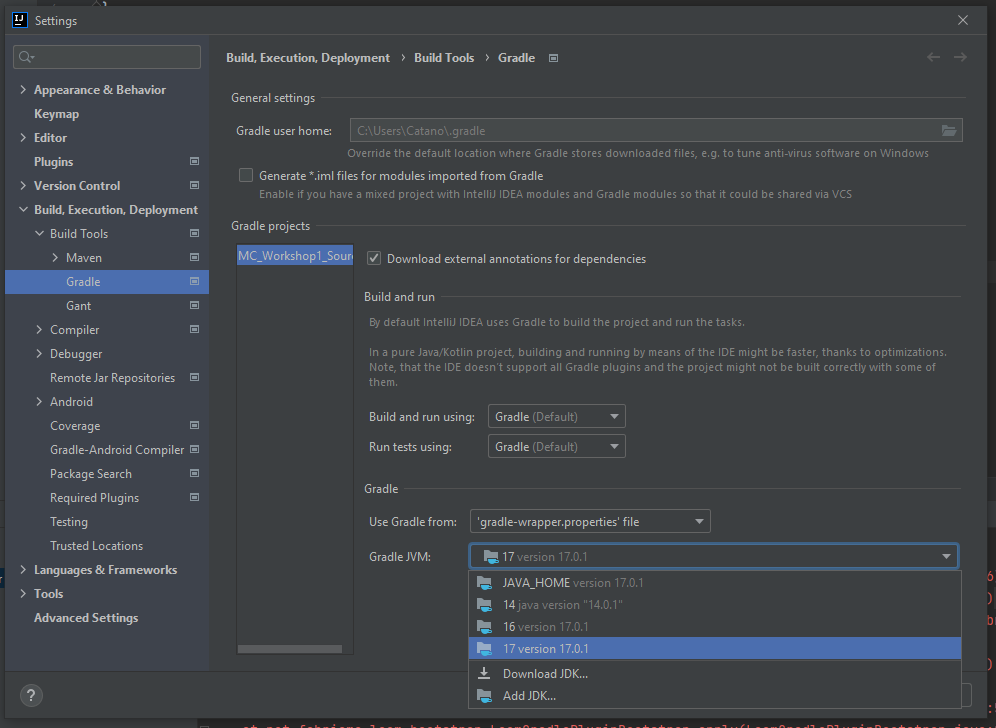 Settings
Build, Execution, Deployment › Build Tools › Gradle
Appearance & Behavior
Keymap
Editor
Plugins
Version Control
Build, Execution, Deployment
Build Tools
Maven
Gradle
Gant
Compiler
Debugger
Remote Jar Repositories
Android
Coverage
Gradle-Android Compiler
Package Search
Required Plugins
Testing
Trusted Locations
Languages & Frameworks
Tools
Advanced Settings
?
General settings
Gradle user home:
C:\Users\Catano\.gradle
Override the default location where Gradle stores downloaded files, e.g. to tune anti-virus software on Windows
Generate *.iml files for modules imported from Gradle
Enable if you have a mixed project with IntelliJ IDEA modules and Gradle modules so that it could be shared via VCS
Gradle projects
MC_Workshop1_Sour
Download external annotations for dependencies
Build and run
By default IntelliJ IDEA uses Gradle to build the project and run the tasks.
In a pure Java/Kotlin project, building and running by means of the IDE might be faster, thanks to optimizations.
Note, that the IDE doesn't support all Gradle plugins and the project might not be built correctly with some of
them.
Build and run using: Gradle (Default)
Run tests using: Gradle (Default)
Gradle
Use Gradle from: 'gradle-wrapper.properties' file
Gradle JVM: 17 version 17.0.1
JAVA_HOME version 17.0.1
14 java version "14.0.1"
16 version 17.0.1
17 version 17.0.1
Download JDK...
Add JDK...